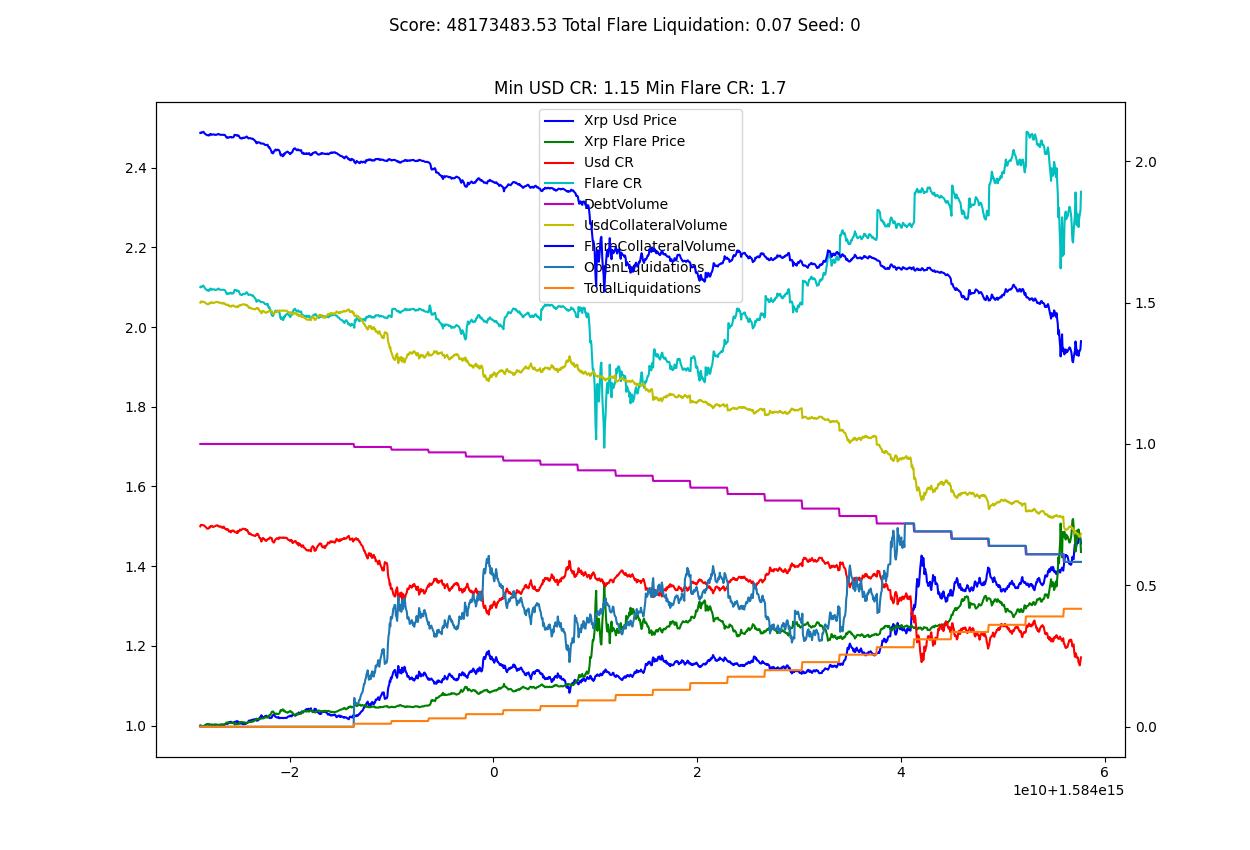 Score: 48173483.53 Total Flare Liquidation: 0.07 Seed: 0
Min USD CR: 1.15 Min Flare CR: 1.7
Xrp Usd Price
Xrp Flare Price
Usd CR
Flare CR
DebtVolume
UsdCollateralVolume
FlareCollateralVolume
OpenLiquidations
TotalLiquidations
2.4
2.2
2.0
1.8
1.6
1.4
1.2
1.0
2.0
1.5
1.0
0.5
0.0
−2
0
2
4
6
1e10+1.584e15